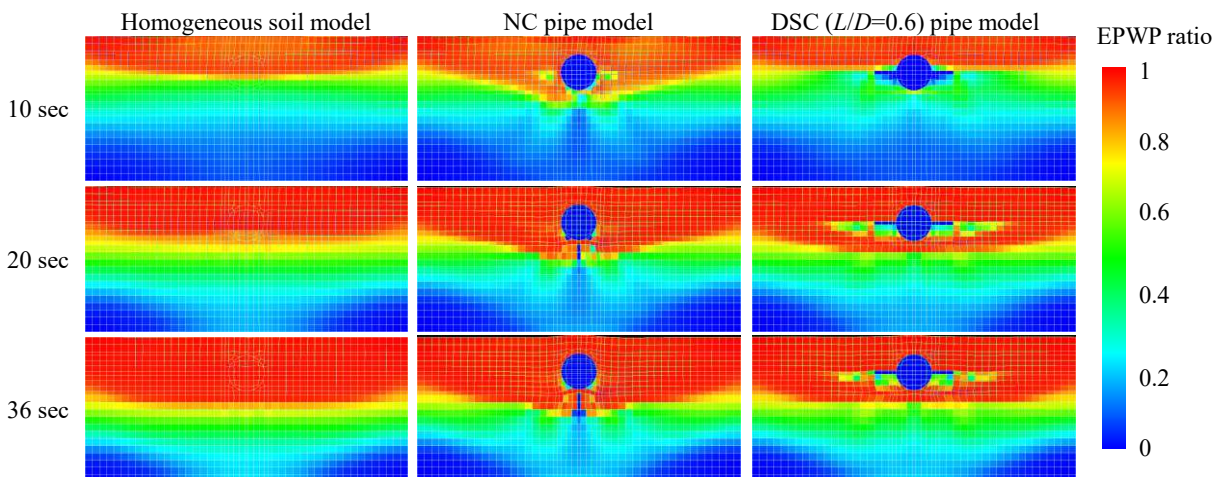 Homogeneous soil model
NC pipe model
DSC (L/D=0.6) pipe model
EPWP ratio
10 sec
20 sec
36 sec
1
0.8
0.6
0.4
0.2
0